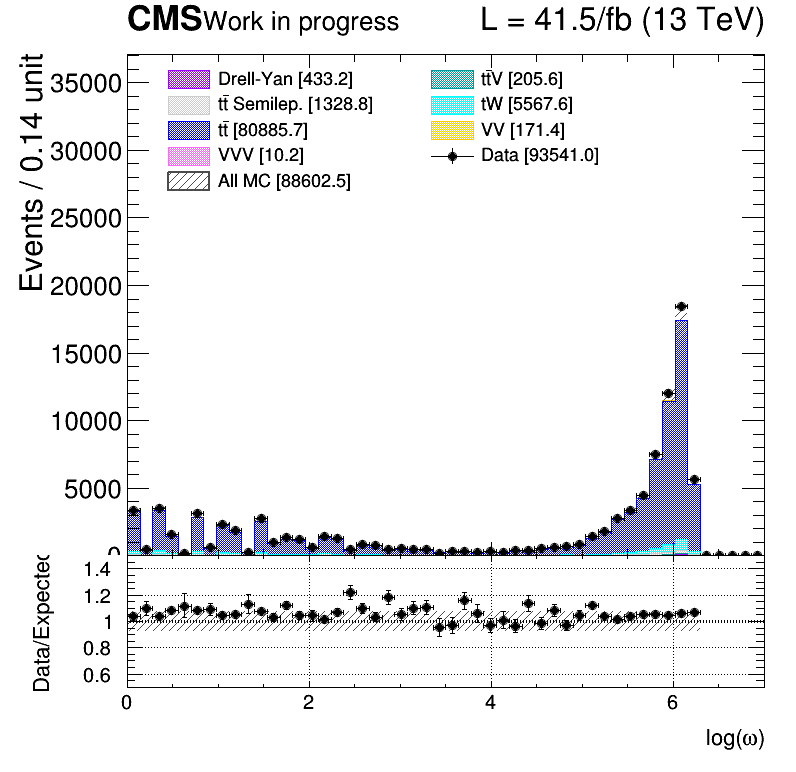 CMS Work in progress L = 41.5/fb (13 TeV)
Events / 0.14 unit
35000
30000
25000
20000
15000
10000
5000
0
Drell-Yan [433.2]
tt̄ Semilep. [1328.8]
tt̄ [80885.7]
VVV [10.2]
All MC [88602.5]
tt̄V [205.6]
tW [5567.6]
VV [171.4]
Data [93541.0]
Data/Expected
1.4
1.2
1
0.8
0.6
0 2 4 6
log(ω)